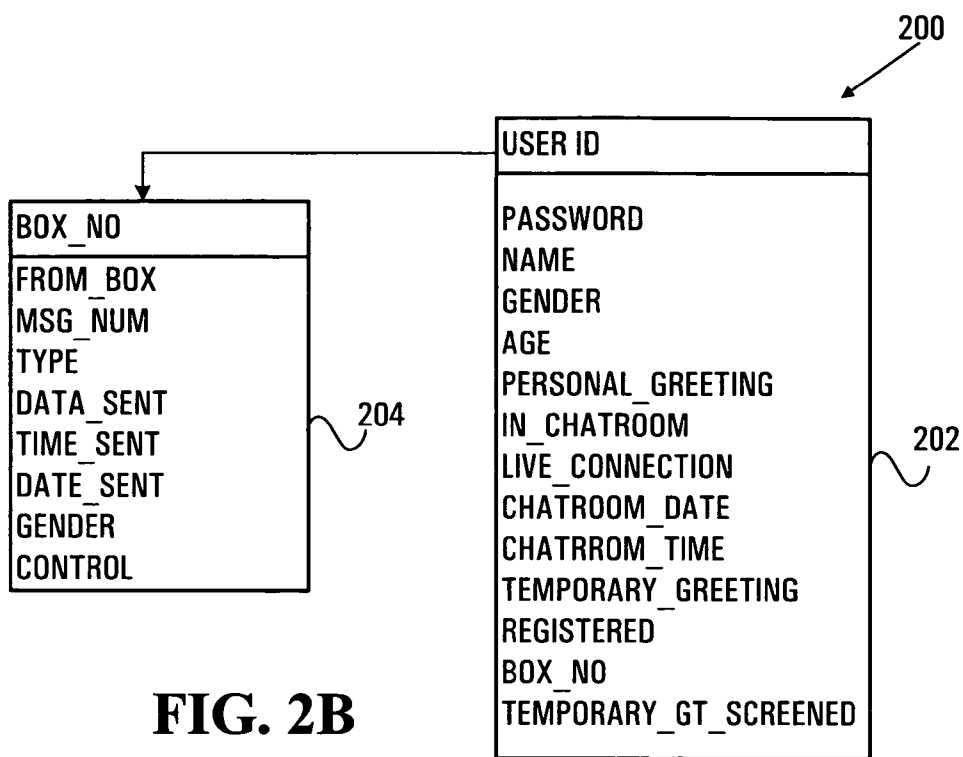 200
USER ID
PASSWORD
NAME
GENDER
AGE
PERSONAL_GREETING
IN_CHATROOM
LIVE_CONNECTION
CHATROOM_DATE
CHATRROM_TIME
TEMPORARY_GREETING
REGISTERED
BOX_NO
TEMPORARY_GT_SCREENED
202
BOX_NO
FROM_BOX
MSG_NUM
TYPE
DATA_SENT
TIME_SENT
DATE_SENT
GENDER
CONTROL
204
FIG. 2B